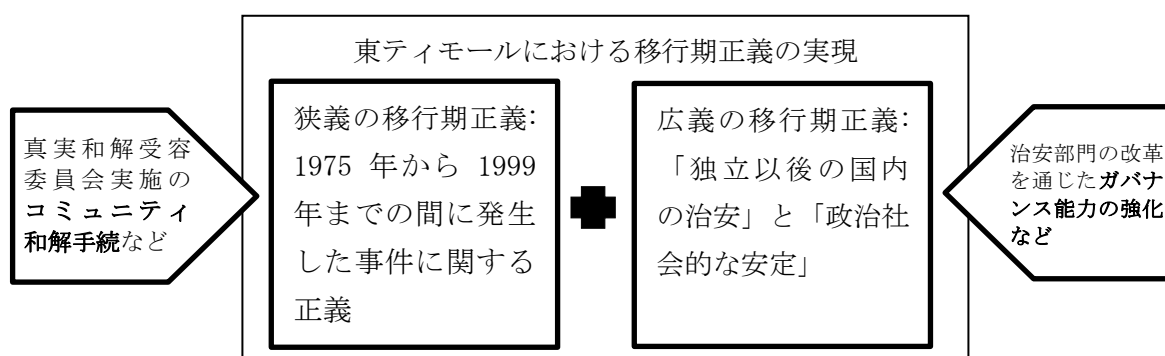 東ティモールにおける移行期正義の実現
真実和解受容
委員会実施の
コミュニティ
和解手続など
狭義の移行期正義:
1975 年から 1999
年までの間に発生
した事件に関する
正義
広義の移行期正義:
「独立以後の国内
の治安」と「政治社
会的な安定」
治安部門の改革
を通じたガバナ
ンス能力の強化
など